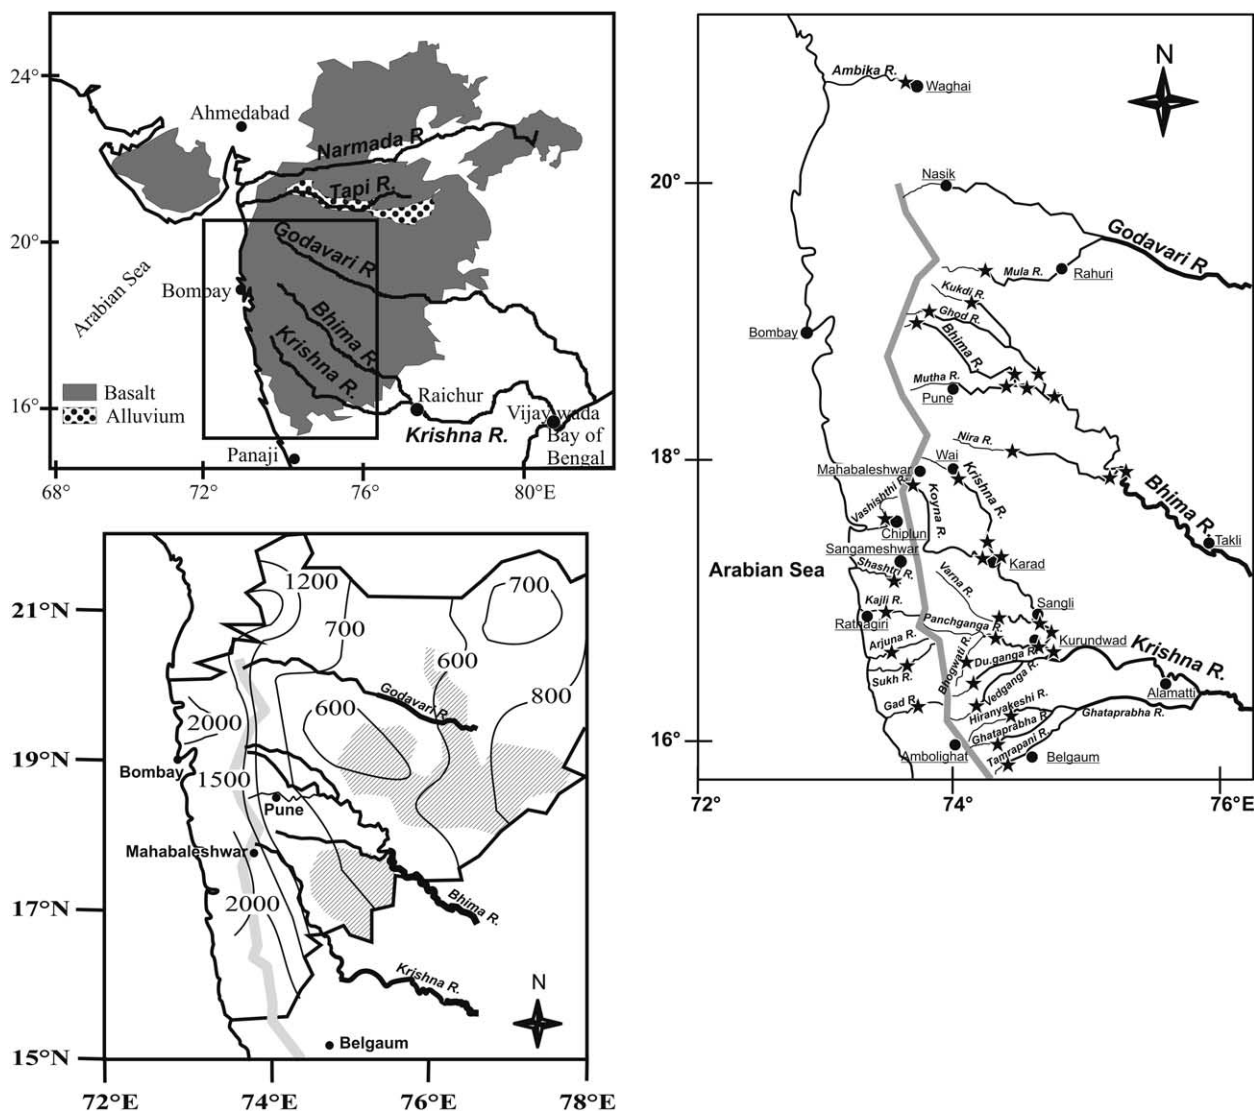 24°
20°
16°
68°
72°
76°
80°E
Ahmedabad
Narmada R.
Tapi R.
Godavari R
Arabian Sea
Bombay
Bhima R.
Krishna R.
Basalt
Alluvium
Raichur
Vijaywada
Krishna R.
Bay of
Bengal
Panaji
21°N
19°N
17°N
15°N
72°E
74°E
76°E
78°E
1200
700
700
600
800
2000
600
Godavari R.
Bombay
1500
Pune
Mahabaleshwar
2000
Bhima R.
Krishna R.
N
Belgaum
N
Ambika R.
Waghai
20°
Nasik
Godavari R
Mula R.
Rahuri
Kukdi R.
Ghod R.
Bombay
Bhima R.
Mutha R.
Pune
Nira R.
18°
Wai
Mahabaleshwar
Krishna R.
Vashishthi R.
Koyna R.
Bhima R.
Takli
Chiplun
Sangameshwar
Karad
Arabian Sea
Shashtri R.
Varna R.
Kajli R.
Sangli
Rathagiri
Panchganga R.
Kurundwad
Arjuna R.
Bhogwati R.
Du.ganga R.
Krishna R.
Sukh R.
Vedganga R.
Alamatti
Gad R.
Hiranyakeshi R.
Ghataprabha R.
Ghataprabha R.
16°
Ambolighat
Tamrapani R.
Belgaum
72°
74°
76°E